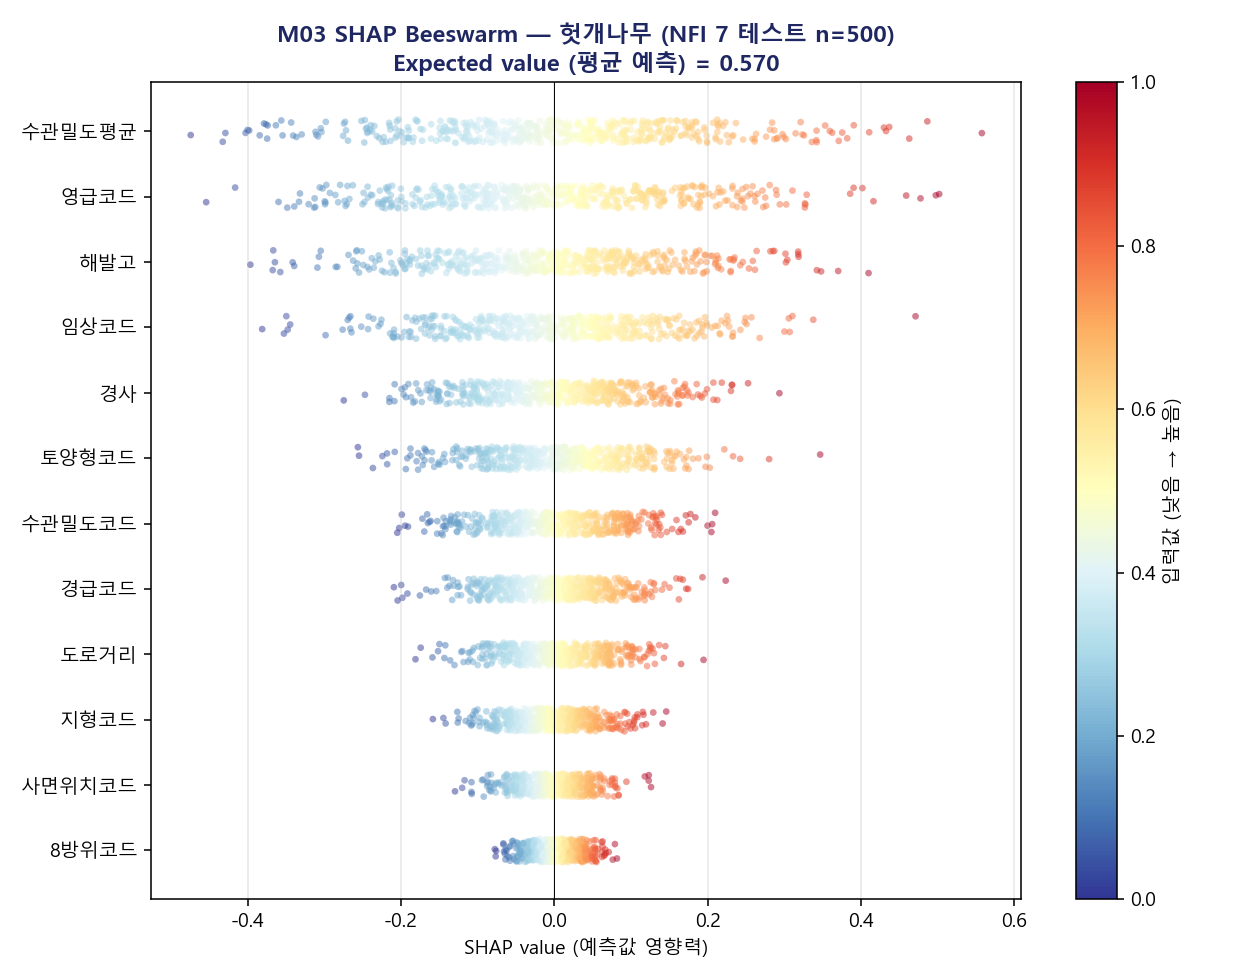 M03 SHAP Beeswarm — 헛개나무 (NFI 7 테스트 n=500)
Expected value (평균 예측) = 0.570
수관밀도평균
영급코드
해발고
임상코드
경사
토양형코드
수관밀도코드
경급코드
도로거리
지형코드
사면위치코드
8방위코드
-0.4
-0.2
0.0
0.2
0.4
0.6
SHAP value (예측값 영향력)
1.0
0.8
0.6
0.4
0.2
0.0
입력값 (낮음 → 높음)